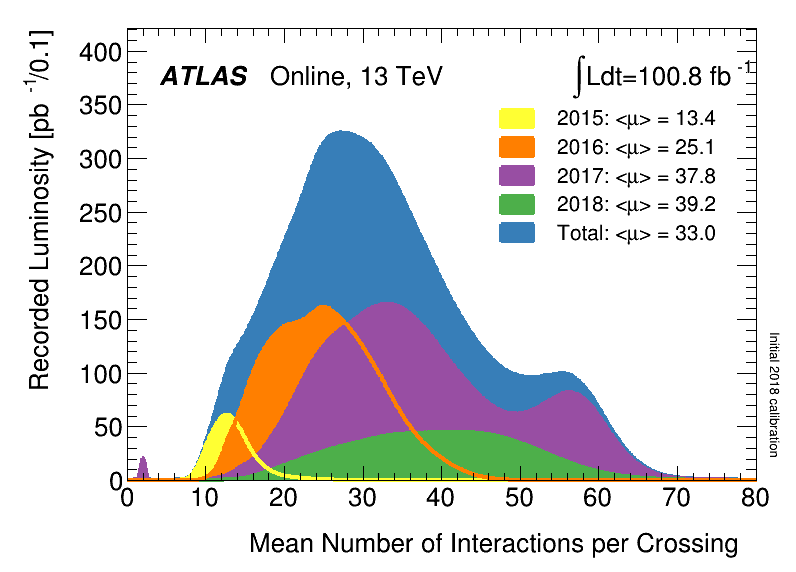 ATLAS Online, 13 TeV
∫Ldt=100.8 fb⁻¹
2015: <μ> = 13.4
2016: <μ> = 25.1
2017: <μ> = 37.8
2018: <μ> = 39.2
Total: <μ> = 33.0
Recorded Luminosity [pb⁻¹/0.1]
400
350
300
250
200
150
100
50
0
0 10 20 30 40 50 60 70 80
Mean Number of Interactions per Crossing
Initial 2018 calibration